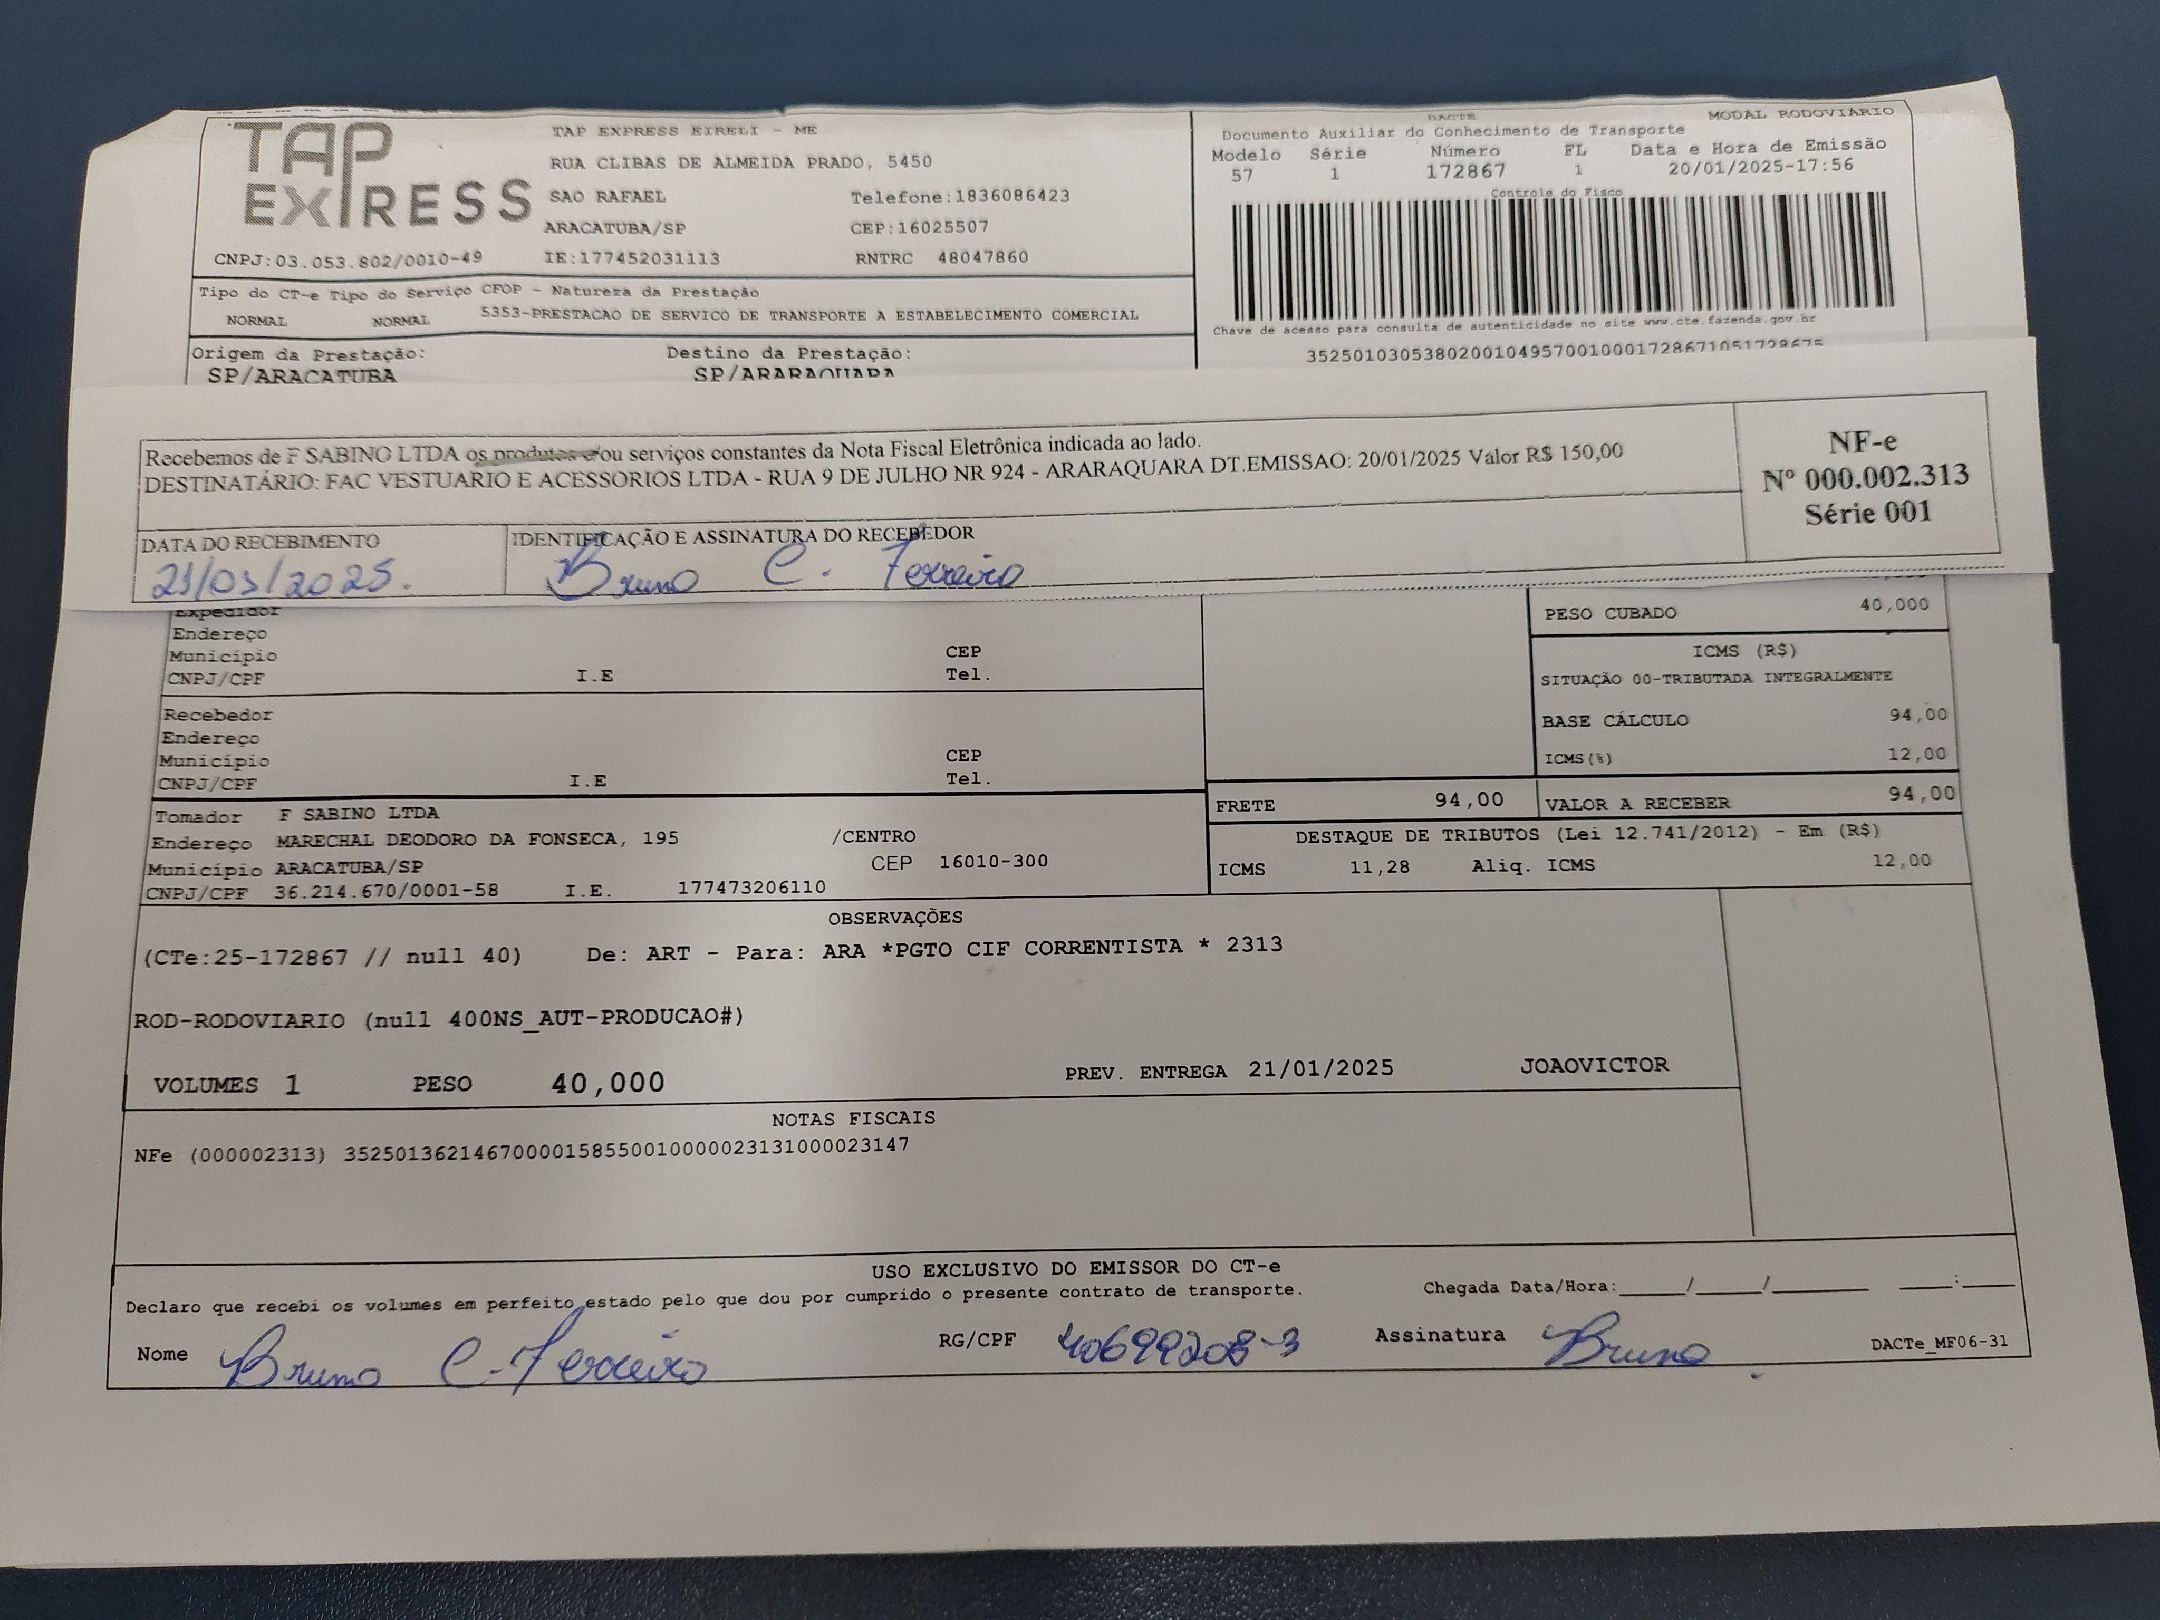 TAP EXPRESS
TAP EXPRESS EIRELI - ME
RUA CLIBAS DE ALMEIDA PRADO, 5450
SAO RAFAEL Telefone:1836086423
ARACATUBA/SP CEP:16025507
CNPJ:03.053.802/0010-49 IE:177452031113 RNTRC 48047860
DACTE MODAL RODOVIÁRIO
Documento Auxiliar do Conhecimento de Transporte
Modelo Série Número FL Data e Hora de Emissão
57 1 172867 1 20/01/2025-17:56
Controle do Fisco
Chave de acesso para consulta de autenticidade no site www.cte.fazenda.gov.br
Tipo do CT-e Tipo do Serviço CFOP - Natureza da Prestação
NORMAL NORMAL 5353-PRESTACAO DE SERVICO DE TRANSPORTE A ESTABELECIMENTO COMERCIAL
Origem da Prestação: Destino da Prestação:
SP/ARACATUBA SP/ARARAQUARA
Recebemos de F SABINO LTDA os produtos e/ou serviços constantes da Nota Fiscal Eletrônica indicada ao lado.
DESTINATÁRIO: FAC VESTUARIO E ACESSORIOS LTDA - RUA 9 DE JULHO NR 924 - ARARAQUARA DT.EMISSAO: 20/01/2025 Valor R$ 150,00
NF-e
Nº 000.002.313
Série 001
DATA DO RECEBIMENTO IDENTIFICAÇÃO E ASSINATURA DO RECEBEDOR
Bruno C. Ferreira
Expedidor
Endereço
Município CEP
CNPJ/CPF I.E Tel.
Recebedor
Endereço
Município CEP
CNPJ/CPF I.E Tel.
PESO CUBADO 40,000
ICMS (R$)
SITUAÇÃO 00-TRIBUTADA INTEGRALMENTE
BASE CÁLCULO 94,00
ICMS(%) 12,00
FRETE 94,00 VALOR A RECEBER 94,00
DESTAQUE DE TRIBUTOS (Lei 12.741/2012) - Em (R$)
ICMS 11,28 Aliq. ICMS 12,00
Tomador F SABINO LTDA
Endereço MARECHAL DEODORO DA FONSECA, 195 /CENTRO
Município ARACATUBA/SP CEP 16010-300
CNPJ/CPF 36.214.670/0001-58 I.E. 177473206110
OBSERVAÇÕES
(CTe:25-172867 // null 40) De: ART - Para: ARA *PGTO CIF CORRENTISTA * 2313
ROD-RODOVIARIO (null 400NS_AUT-PRODUCAO#)
VOLUMES 1 PESO 40,000 PREV. ENTREGA 21/01/2025 JOAOVICTOR
NOTAS FISCAIS
NFe (000002313) 35250136214670000158550010000023131000023147
USO EXCLUSIVO DO EMISSOR DO CT-e
Declaro que recebi os volumes em perfeito estado pelo que dou por cumprido o presente contrato de transporte. Chegada Data/Hora:_____/_____/_______ ____:____
Nome Bruno C. Ferreira RG/CPF 40699208-3 Assinatura Bruno DACTe_MF06-31